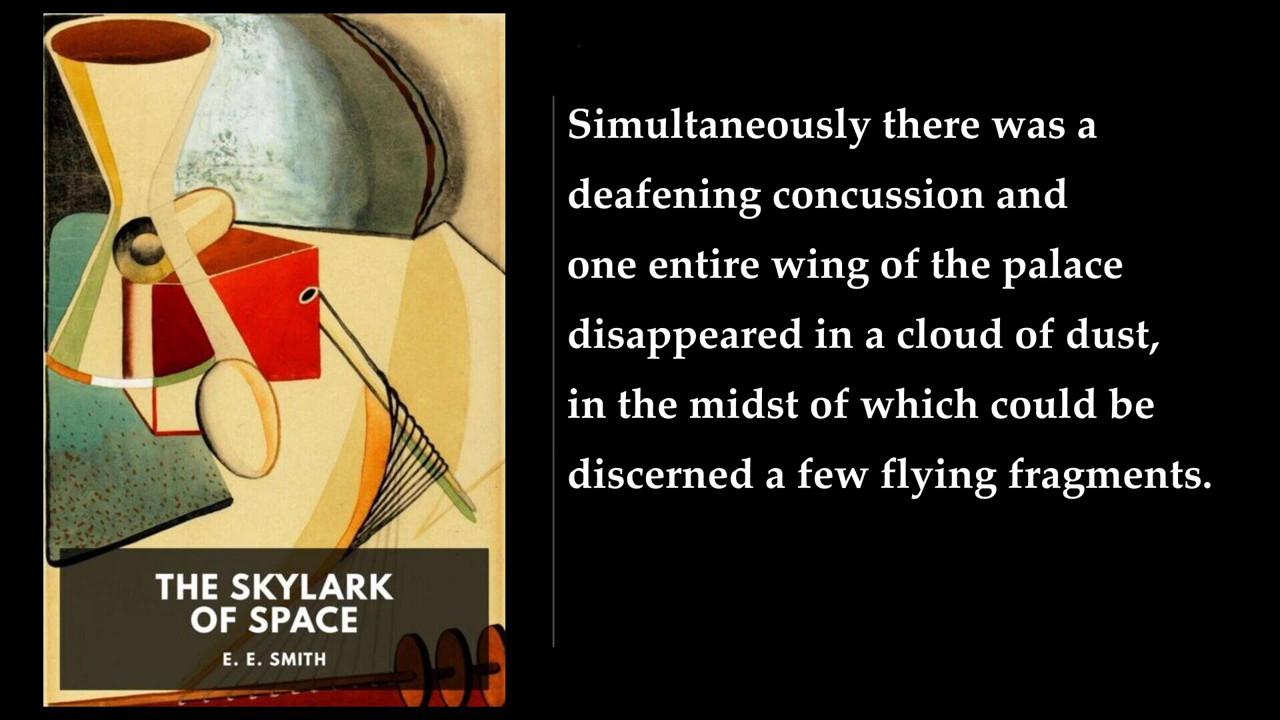 THE SKYLARK
OF SPACE
E. E. SMITH
Simultaneously there was a
deafening concussion and
one entire wing of the palace
disappeared in a cloud of dust,
in the midst of which could be
discerned a few flying fragments.